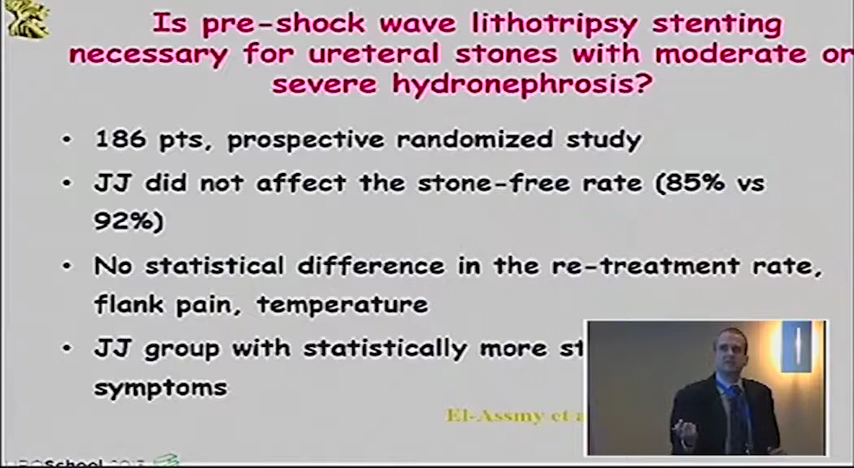 Is pre-shock wave lithotripsy stenting
necessary for ureteral stones with moderate or
severe hydronephrosis?
• 186 pts, prospective randomized study
• JJ did not affect the stone-free rate (85% vs
92%)
• No statistical difference in the re-treatment rate,
flank pain, temperature
• JJ group with statistically more
symptoms
El-Assmy et
School